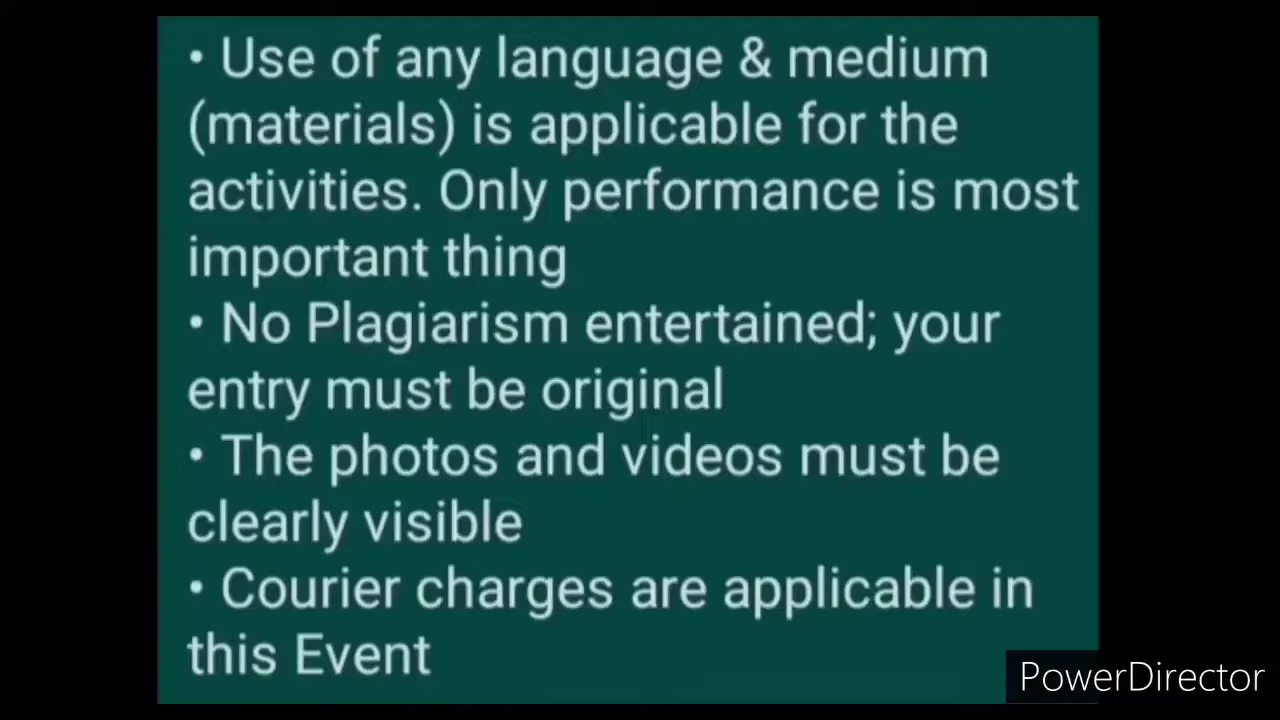 • Use of any language & medium
(materials) is applicable for the
activities. Only performance is most
important thing
• No Plagiarism entertained; your
entry must be original
• The photos and videos must be
clearly visible
• Courier charges are applicable in
this Event
PowerDirector